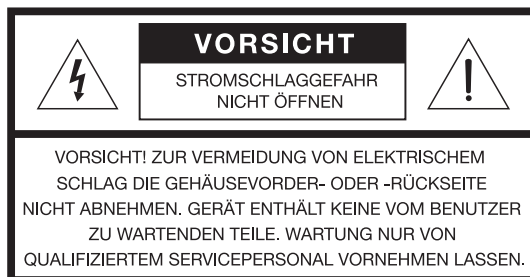 VORSICHT
STROMSCHLAGGEFAHR
NICHT ÖFFNEN
VORSICHT! ZUR VERMEIDUNG VON ELEKTRISCHEM
SCHLAG DIE GEHÄUSEVORDER- ODER -RÜCKSEITE
NICHT ABNEHMEN. GERÄT ENTHÄLT KEINE VOM BENUTZER
ZU WARTENDEN TEILE. WARTUNG NUR VON
QUALIFIZIERTEM SERVICEPERSONAL VORNEHMEN LASSEN.